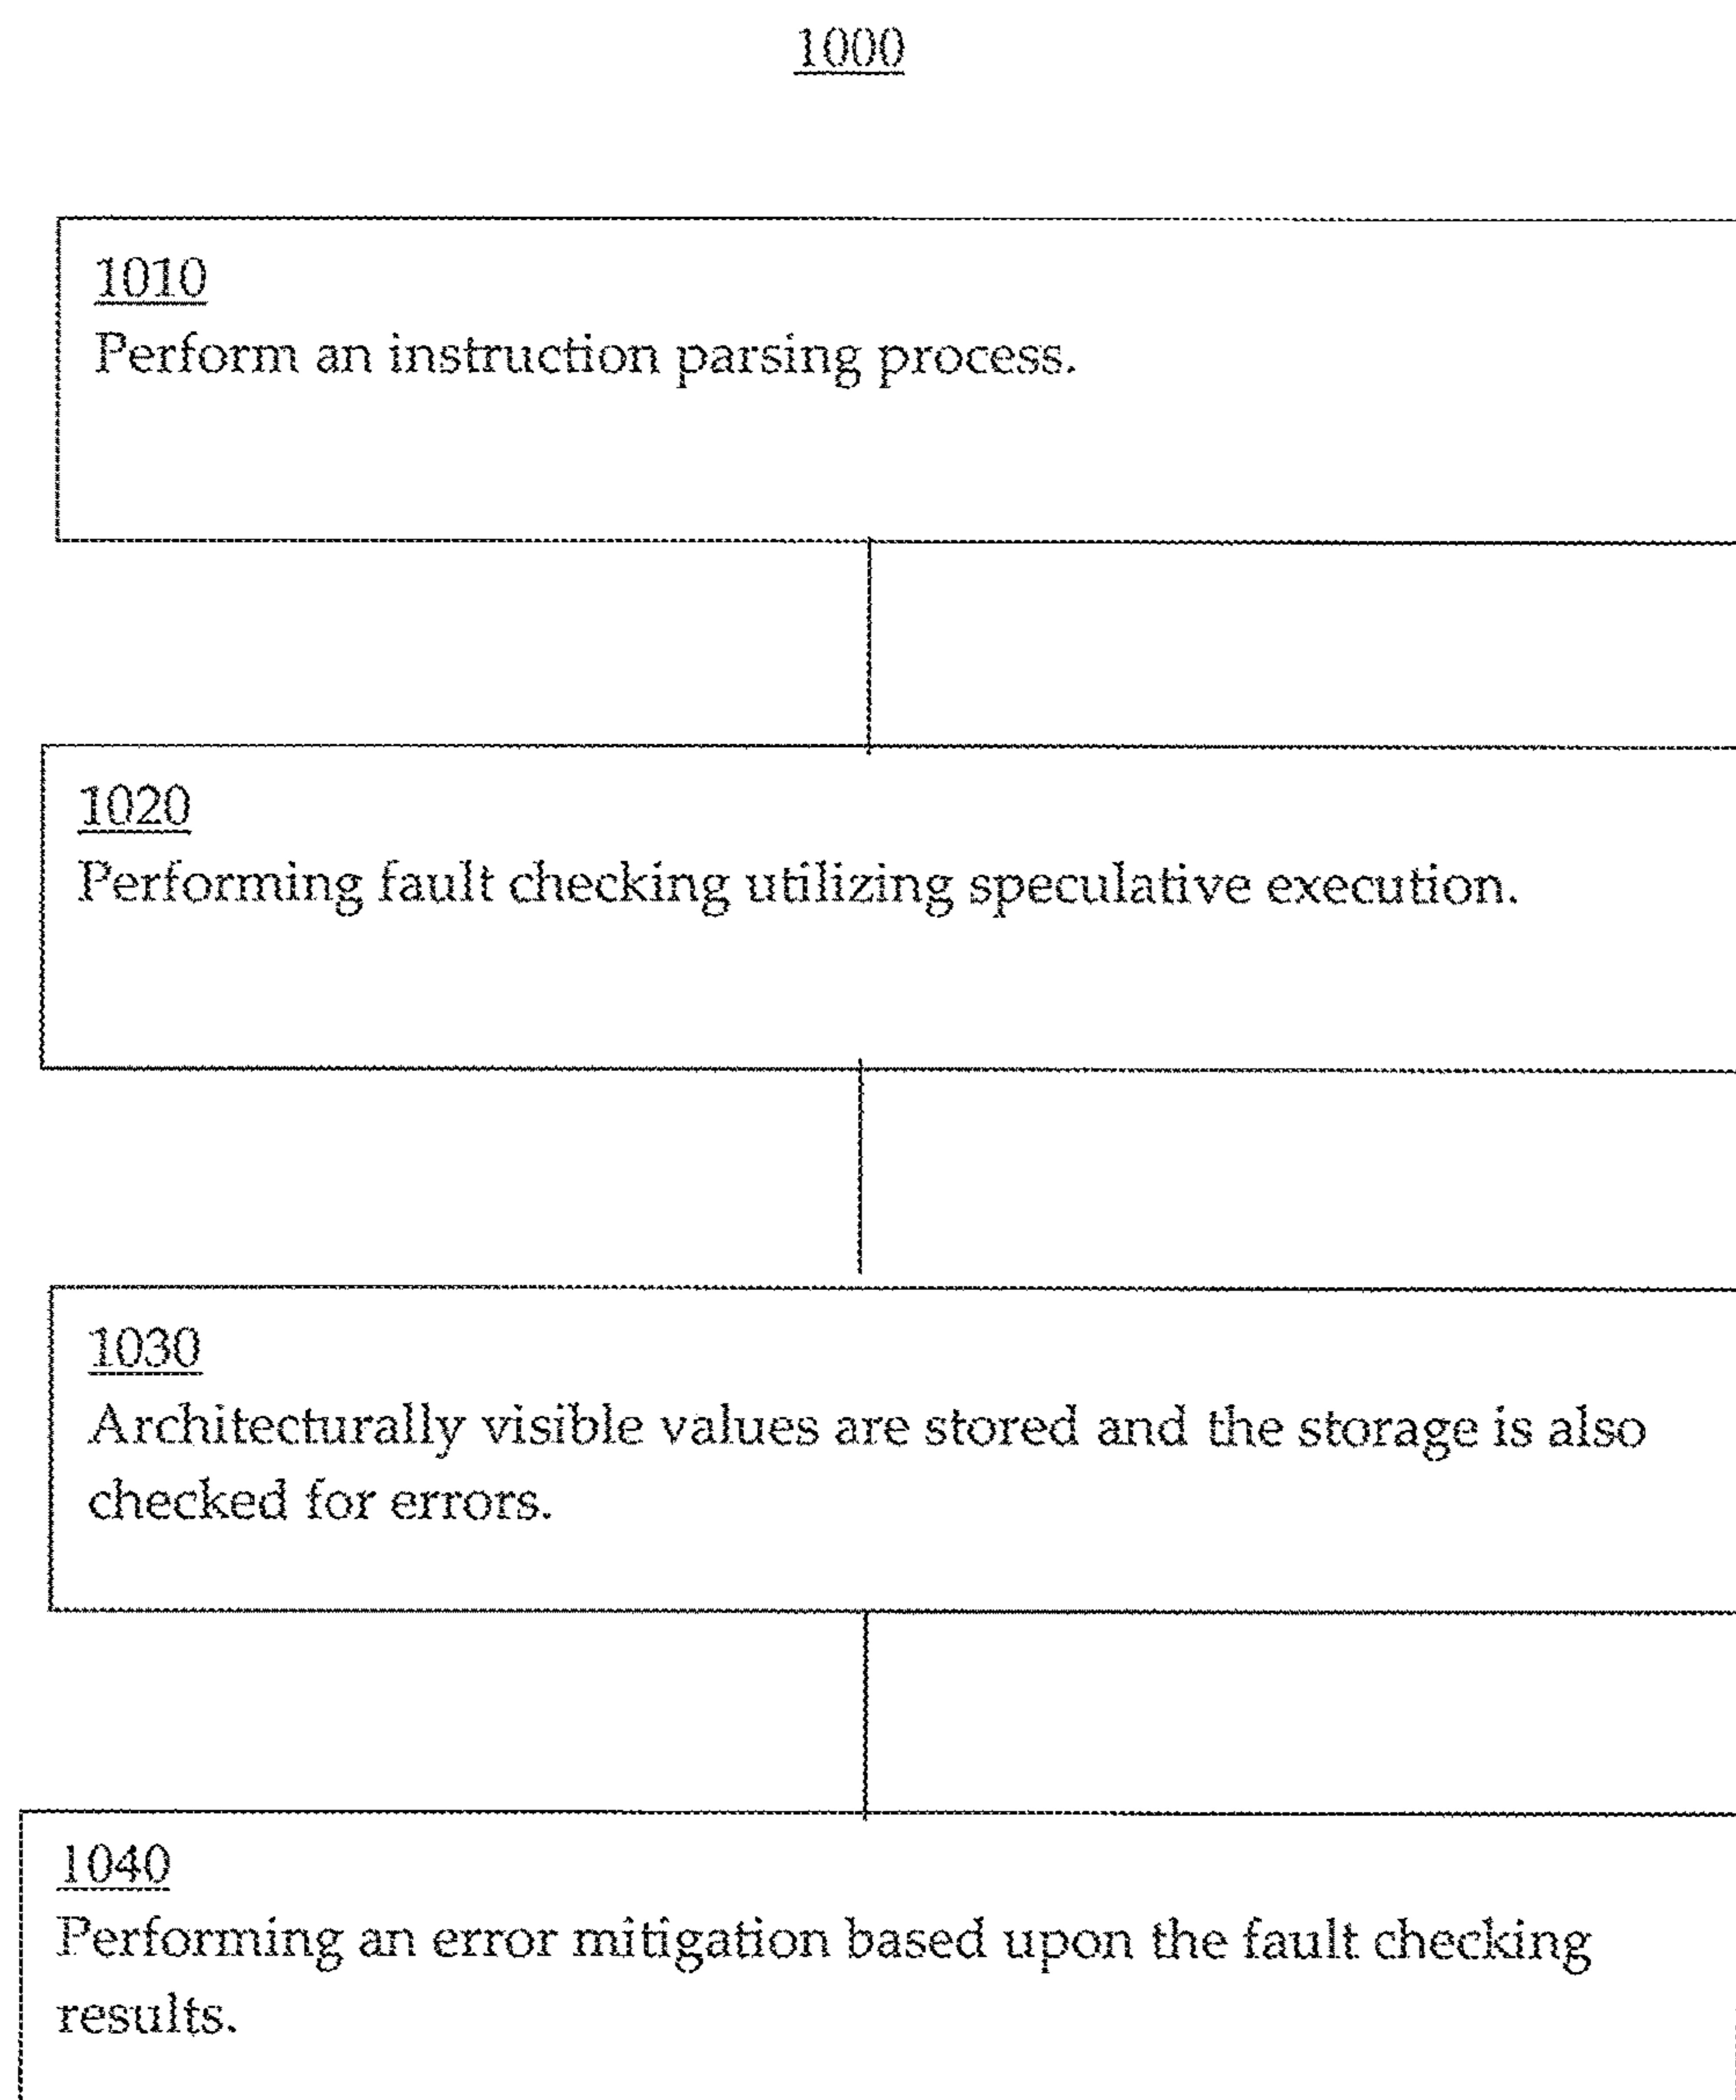 1000
1010
Perform an instruction parsing process.
1020
Performing fault checking utilizing speculative execution.
1030
Architecturally visible values are stored and the storage is also
checked for errors.
1040
Performing an error mitigation based upon the fault checking
results.